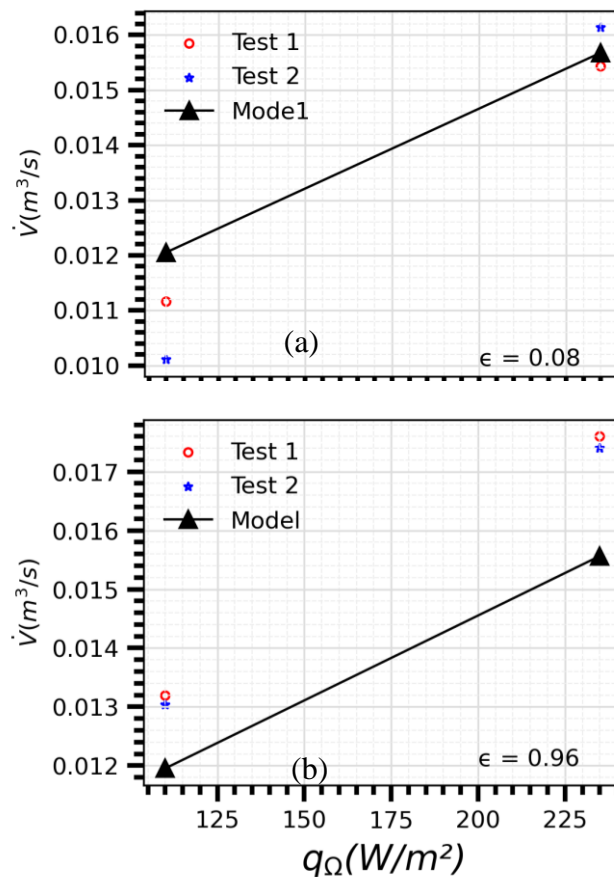 0.016
0.015
0.014
0.013
0.012
0.011
0.010
V̇(m³/s)
Test 1
Test 2
Mode1
(a)
ϵ = 0.08
0.017
0.016
0.015
0.014
0.013
0.012
V̇(m³/s)
Test 1
Test 2
Model
(b)
ϵ = 0.96
125 150 175 200 225
qΩ(W/m²)